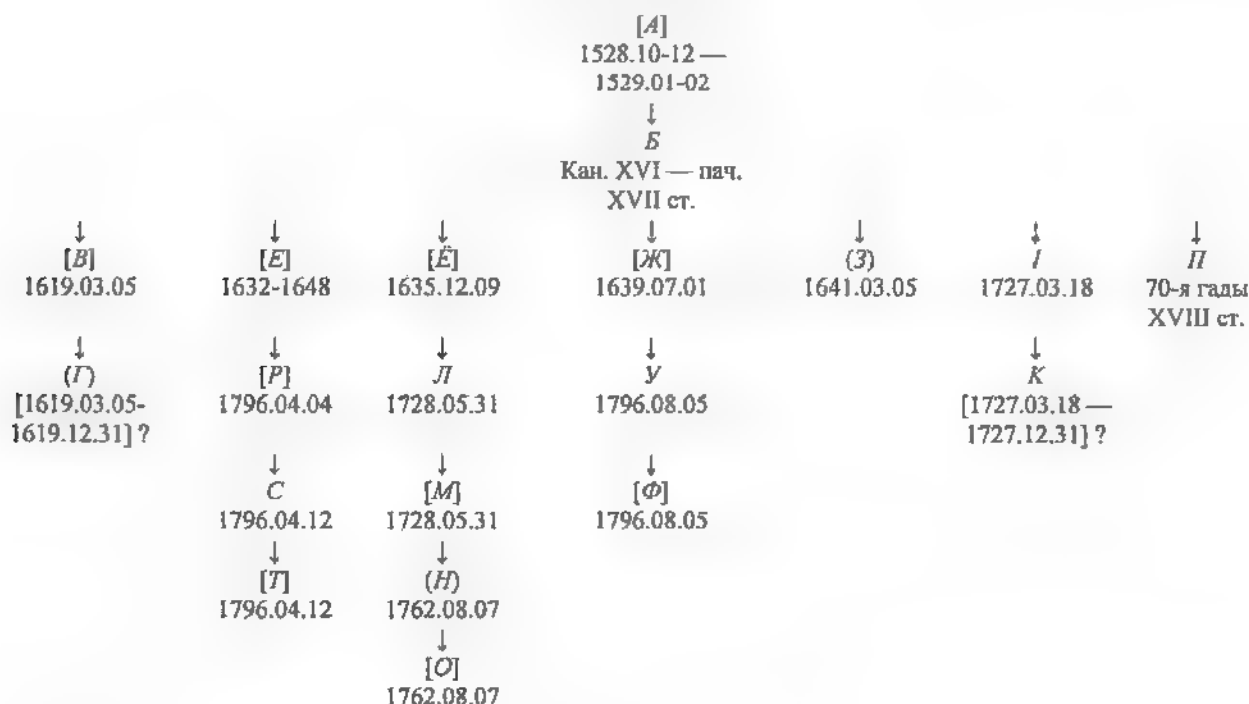 [А]
1528.10-12 —
1529.01-02
↓
Б
Кан. XVI — пач.
XVII ст.
↓ ↓ ↓ ↓ ↓ ↓ ↓
[В] [Е] [Ё] [Ж] (З) І П
1619.03.05 1632-1648 1635.12.09 1639.07.01 1641.03.05 1727.03.18 70-я гады
XVIII ст.
↓ ↓ ↓ ↓ ↓
(Г) [Р] Л У К
[1619.03.05- 1796.04.04 1728.05.31 1796.08.05 [1727.03.18 —
1619.12.31] ? 1727.12.31] ?
↓ ↓ ↓
С [М] [Ф]
1796.04.12 1728.05.31 1796.08.05
↓ ↓
[Т] (Н)
1796.04.12 1762.08.07
↓
[О]
1762.08.07